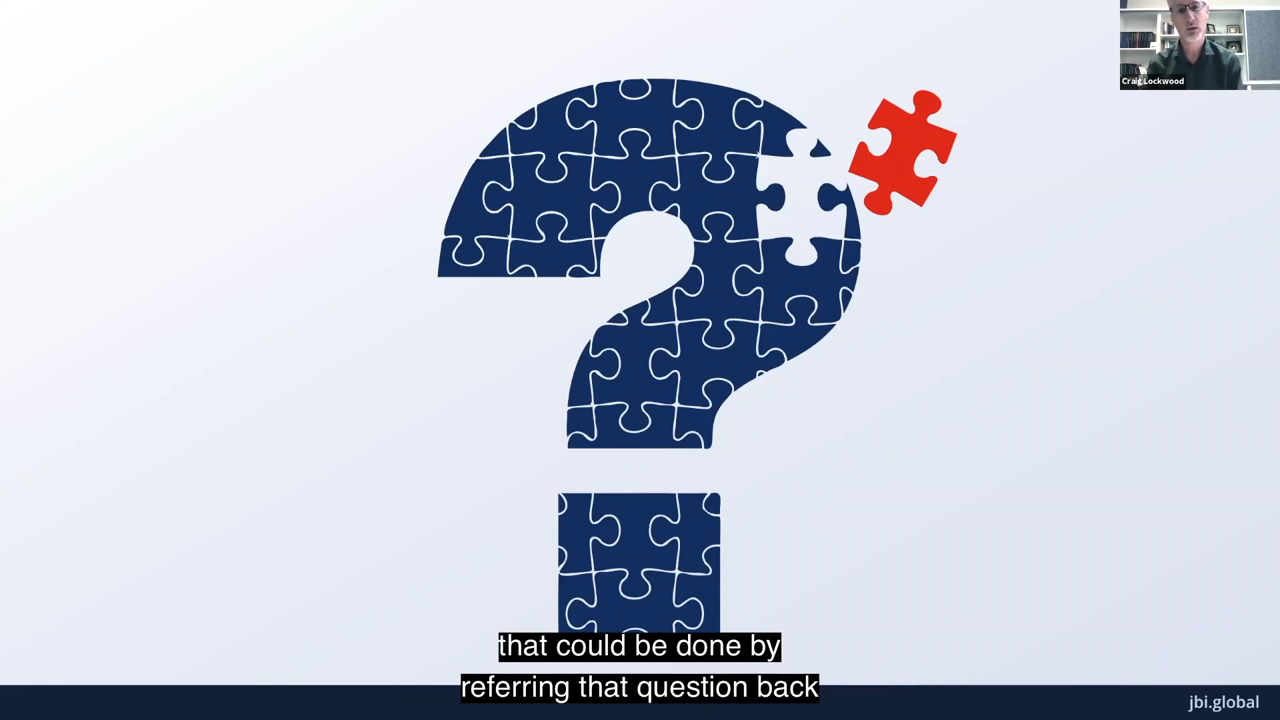 Craig Lockwood
that could be done by
referring that question back
jbi.global